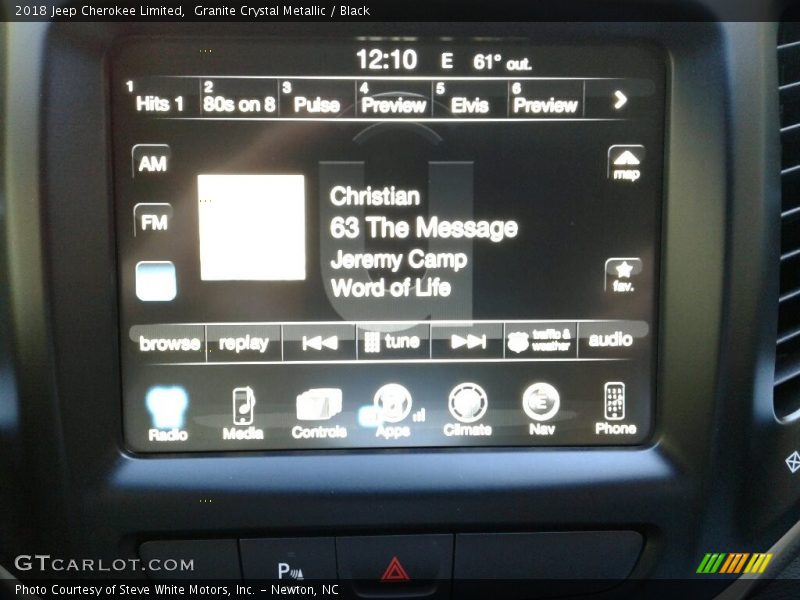 2018 Jeep Cherokee Limited,  Granite Crystal Metallic / Black
12:10 E 61° out.
1 Hits 1 2 80s on 8 3 Pulse 4 Preview 5 Elvis 6 Preview
AM
map
Christian
FM
63 The Message
Jeremy Camp
fav.
Word of Life
browse replay tune traffic & weather audio
Radio Media Controls Apps Climate Nav Phone
P
GTCARLOT.COM
Photo Courtesy of Steve White Motors, Inc. – Newton, NC